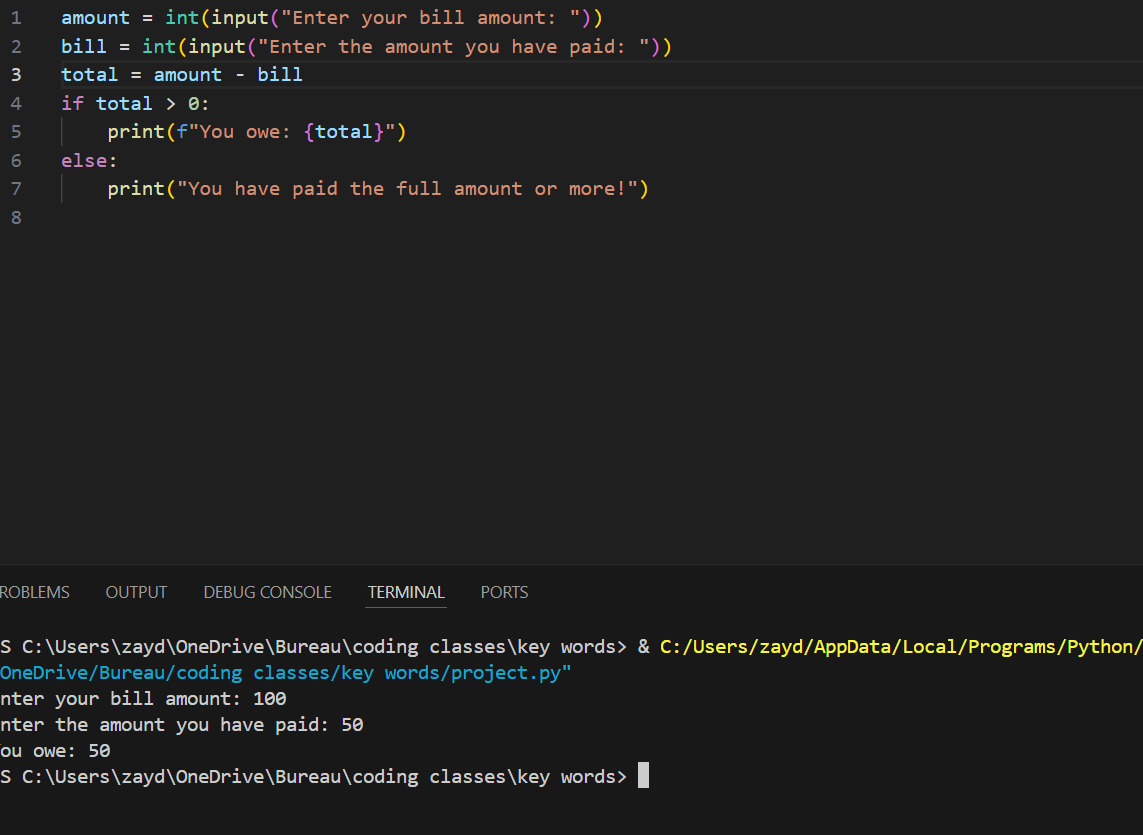 1 amount = int(input("Enter your bill amount: "))
2 bill = int(input("Enter the amount you have paid: "))
3 total = amount - bill
4 if total > 0:
5     print(f"You owe: {total}")
6 else:
7     print("You have paid the full amount or more!")
8
ROBLEMS OUTPUT DEBUG CONSOLE TERMINAL PORTS
S C:\Users\zayd\OneDrive\Bureau\coding classes\key words> & C:/Users/zayd/AppData/Local/Programs/Python/
OneDrive/Bureau/coding classes/key words/project.py"
nter your bill amount: 100
nter the amount you have paid: 50
ou owe: 50
S C:\Users\zayd\OneDrive\Bureau\coding classes\key words>